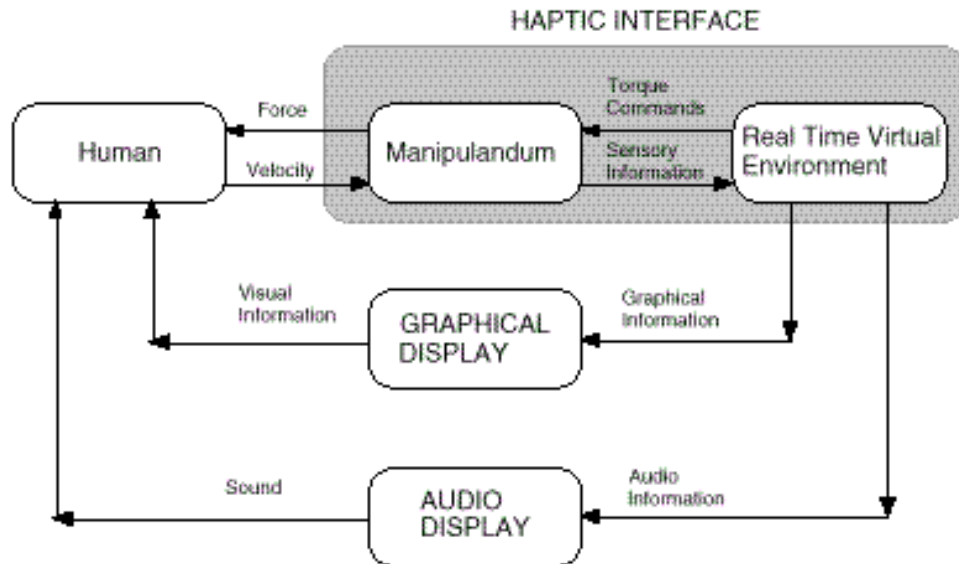 HAPTIC INTERFACE
Force
Torque
Commands
Human
Manipulandum
Real Time Virtual
Environment
Velocity
Sensory
Information
Visual
Information
GRAPHICAL
DISPLAY
Graphical
Information
Sound
AUDIO
DISPLAY
Audio
Information